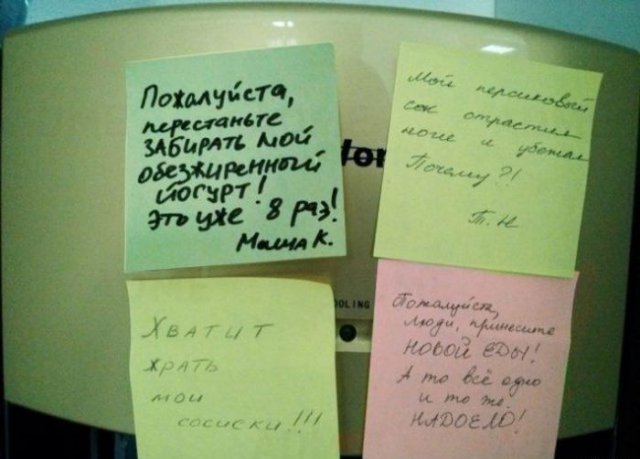 Пожалуйста,
перестаньте
ЗАБИРАТЬ МОЙ
обезжиренный
йогурт!
Это уже 8 раз!
Маша К.
Мой персиковый
сок отрастил
ноги и убежал
Почему?!
Т. Н
ХВАТИТ
ЖРАТЬ
МОИ
СОСИСКИ!!!
Пожалуйста,
люди, принесите
НОВОЙ ЕДЫ!
А то всё одно
и то же.
НАДОЕЛО!